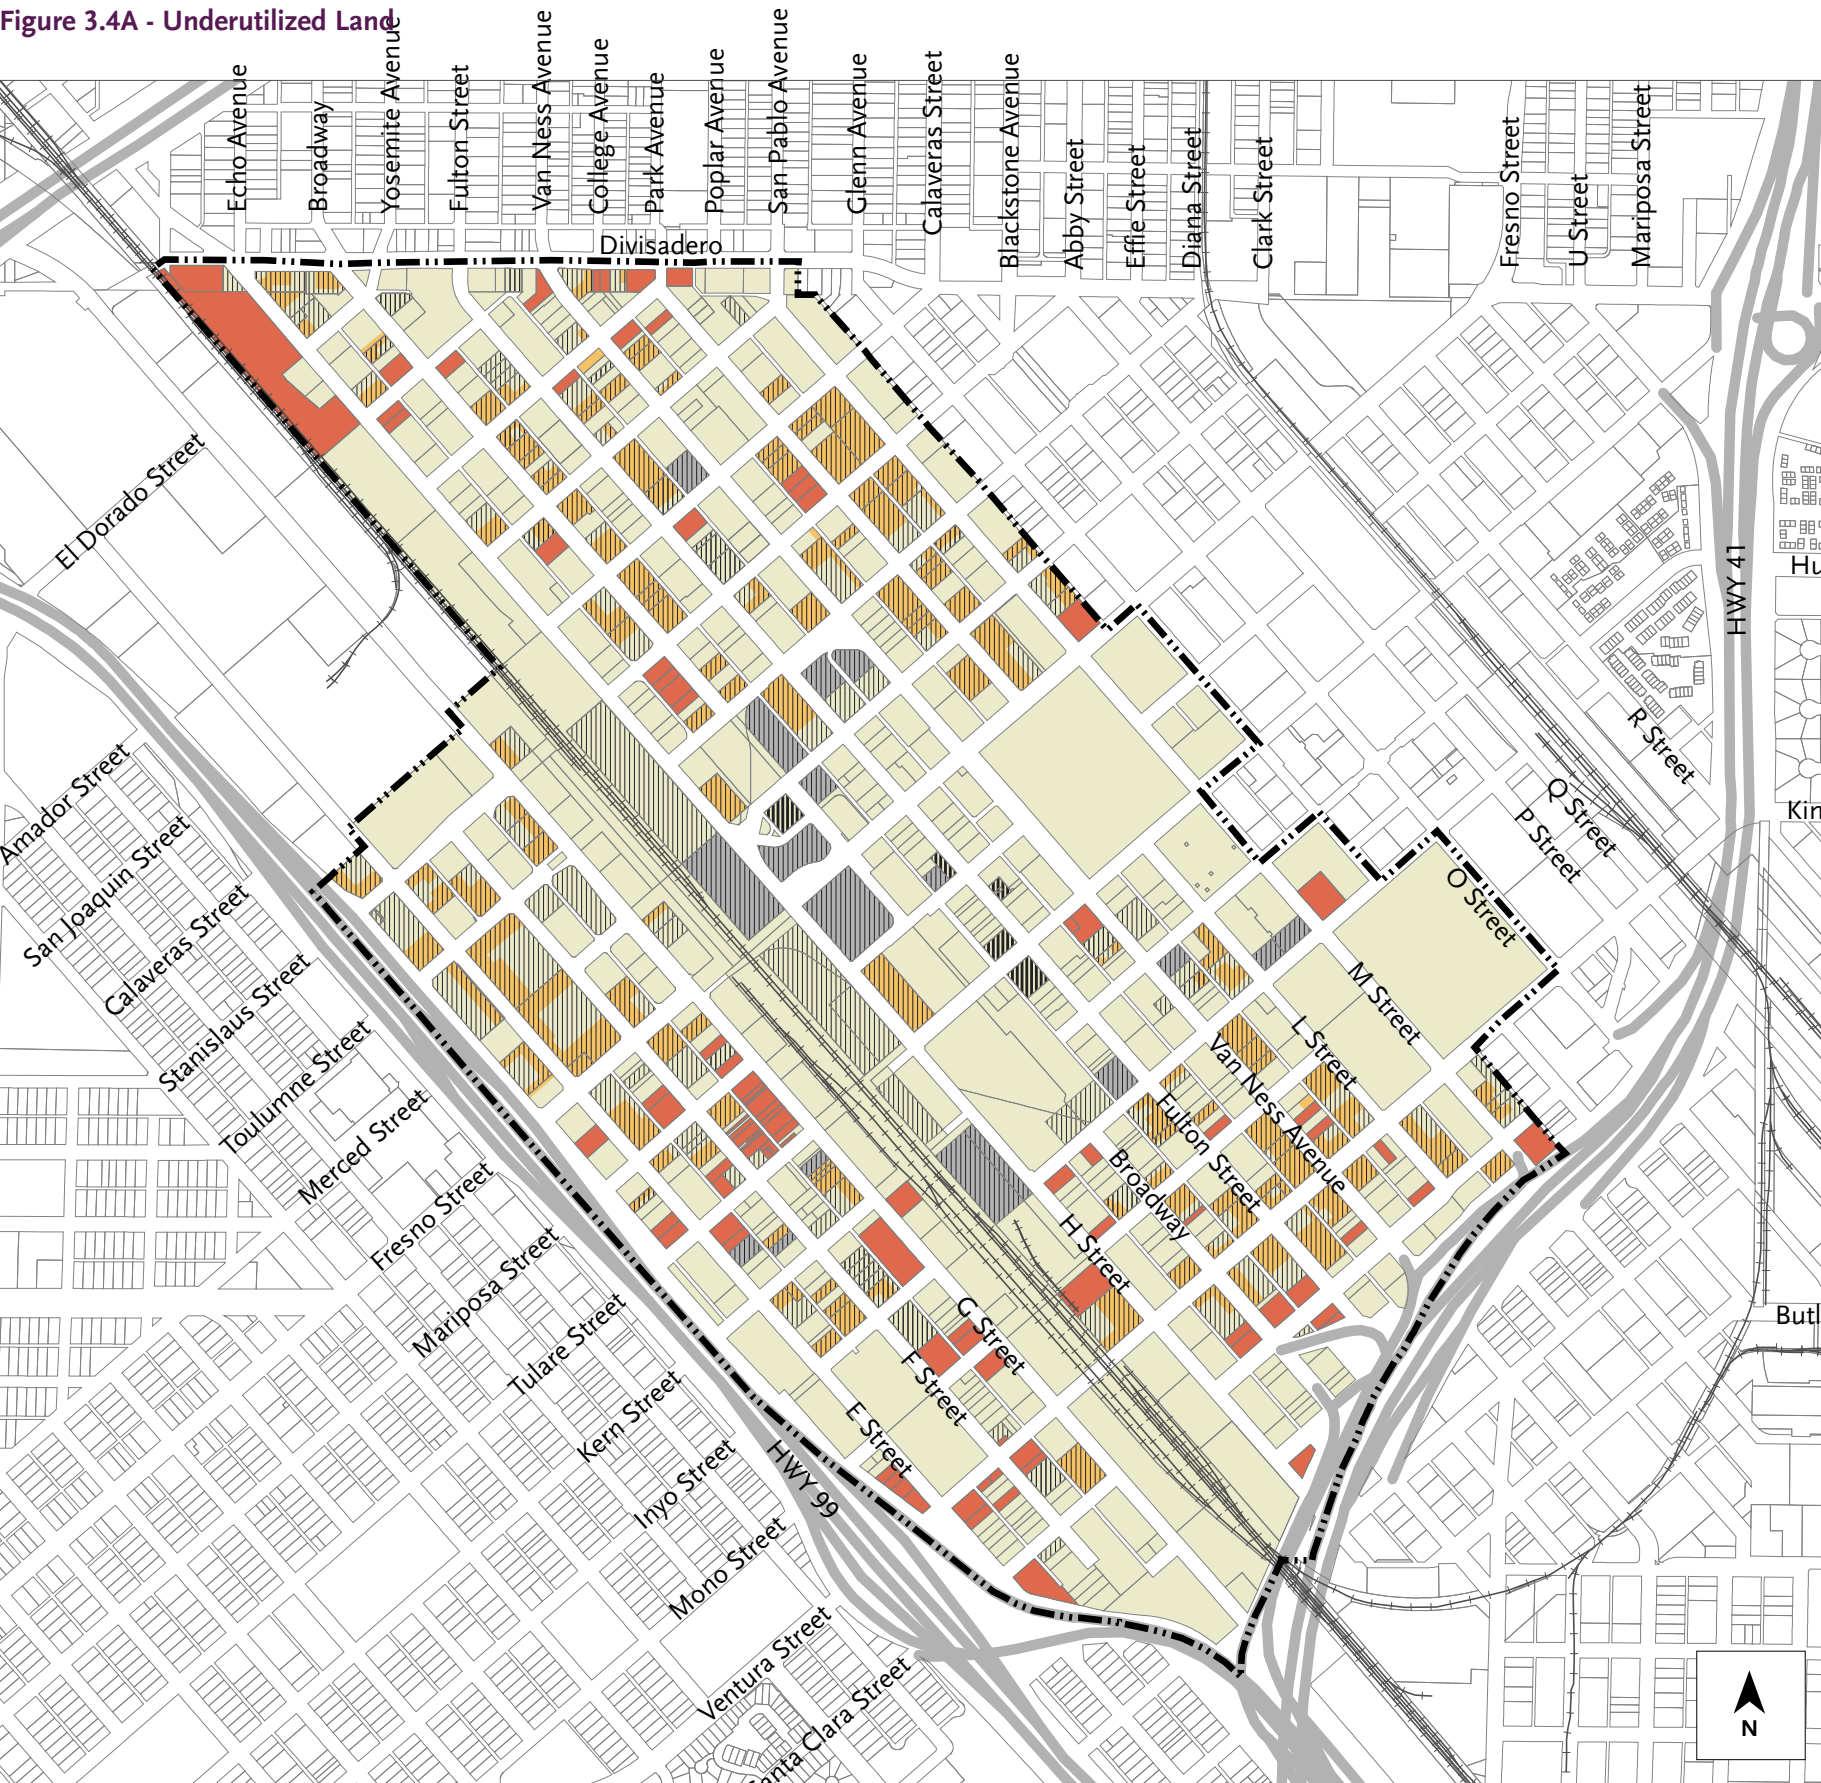 Figure 3.4A - Underutilized Land
Echo Avenue
Broadway
Yosemite Avenue
Fulton Street
Van Ness Avenue
College Avenue
Park Avenue
Poplar Avenue
San Pablo Avenue
Glenn Avenue
Calaveras Street
Blackstone Avenue
Abby Street
Effie Street
Diana Street
Clark Street
Fresno Street
U Street
Mariposa Street
Divisadero
El Dorado Street
HWY 41
Hu
R Street
Q Street
P Street
Kin
O Street
M Street
L Street
Van Ness Avenue
Fulton Street
Broadway
H Street
G Street
F Street
E Street
HWY 99
Amador Street
San Joaquin Street
Calaveras Street
Stanislaus Street
Toulumne Street
Merced Street
Fresno Street
Mariposa Street
Tulare Street
Kern Street
Inyo Street
Mono Street
Ventura Street
anta Clara Street
Butl
N